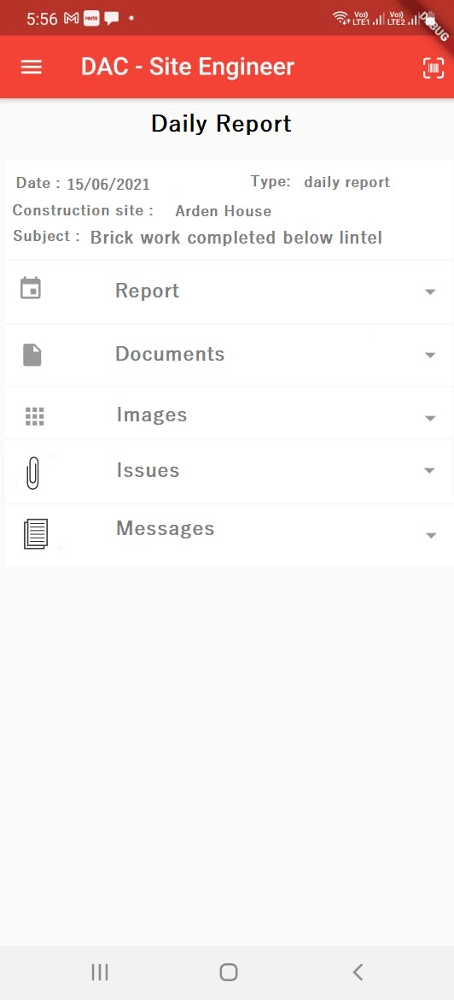 5:56 Vo)) LTE1 Vo)) LTE2 DEBUG
DAC - Site Engineer
Daily Report
Date : 15/06/2021 Type: daily report
Construction site : Arden House
Subject : Brick work completed below lintel
Report
Documents
Images
Issues
Messages